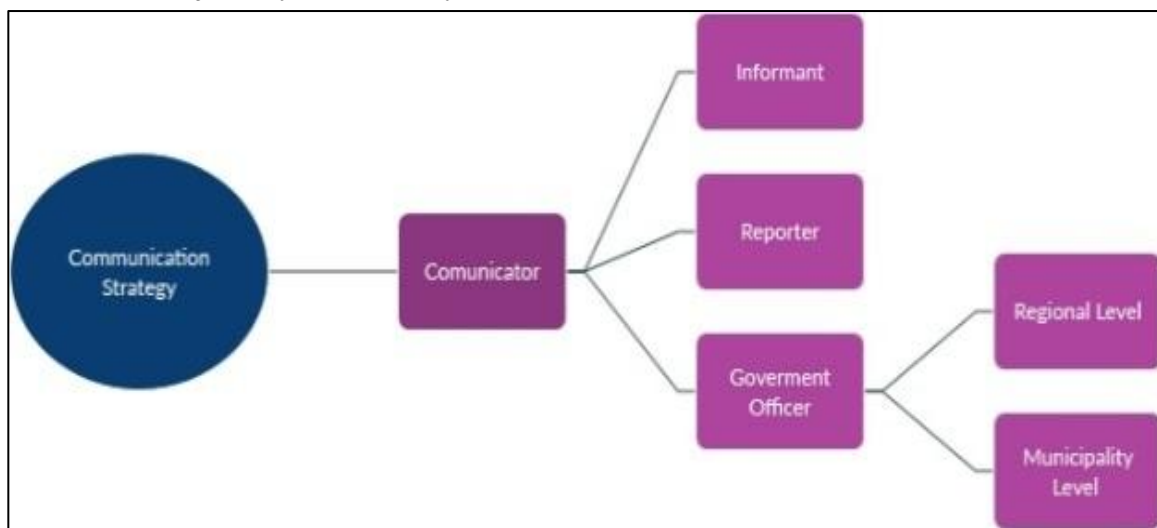 Communication
Strategy
Comunicator
Informant
Reporter
Goverment
Officer
Regional Level
Municipality
Level